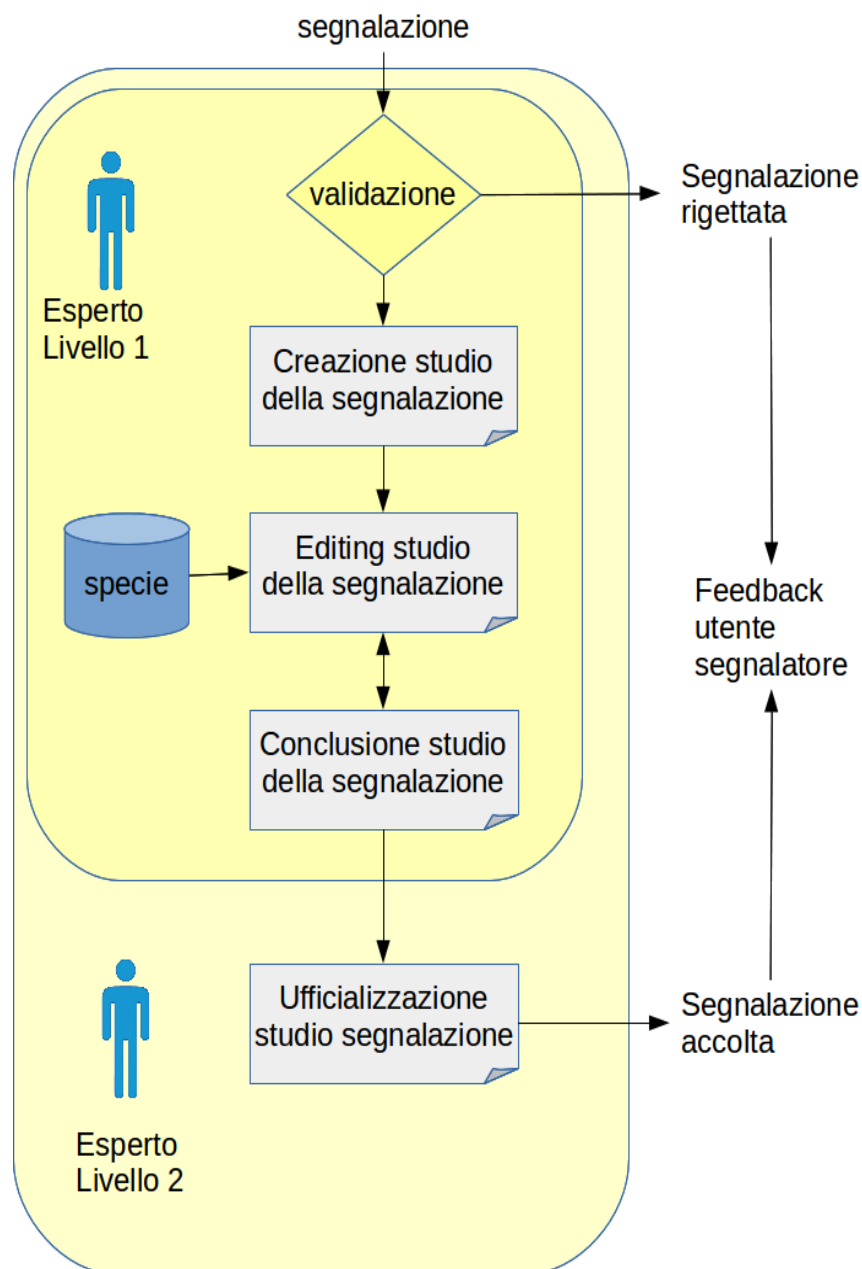 segnalazione
validazione
Segnalazione
rigettata
Esperto
Livello 1
Creazione studio
della segnalazione
specie
Editing studio
della segnalazione
Feedback
utente
segnalatore
Conclusione studio
della segnalazione
Ufficializzazione
studio segnalazione
Segnalazione
accolta
Esperto
Livello 2